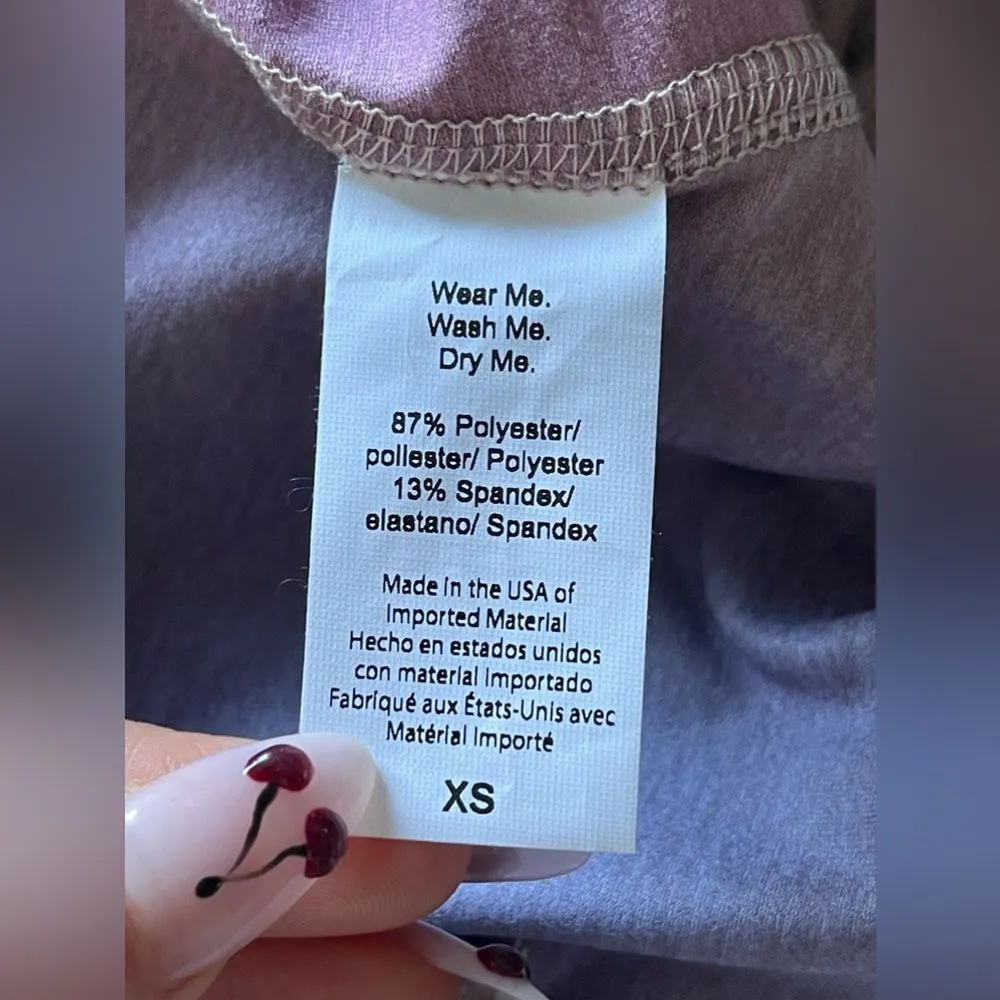 Wear Me.
Wash Me.
Dry Me.
87% Polyester/
poliester/ Polyester
13% Spandex/
elastano/ Spandex
Made in the USA of
Imported Material
Hecho en estados unidos
con material importado
Fabriqué aux États-Unis avec
Matérial Importé
XS